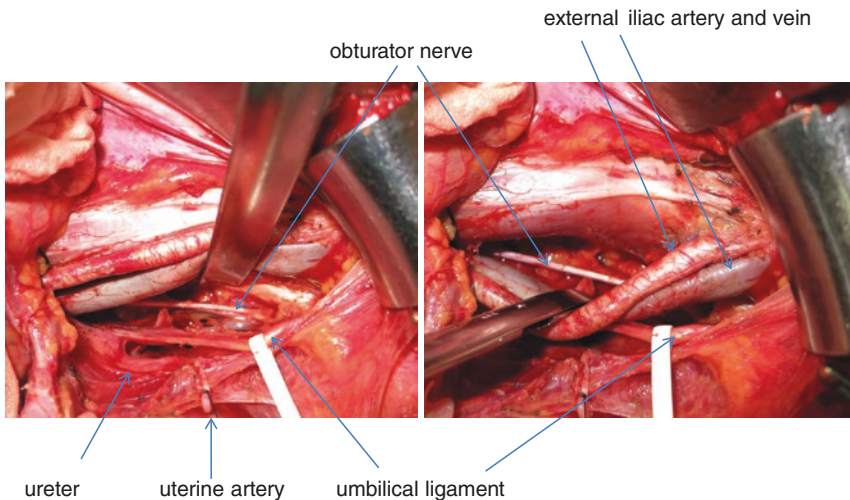 external iliac artery and vein
obturator nerve
ureter
uterine artery
umbilical ligament